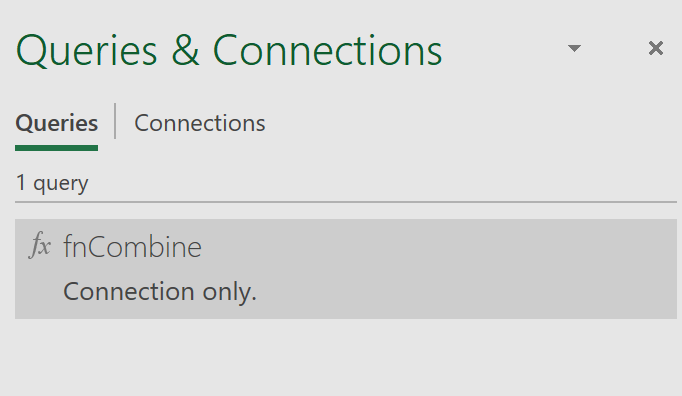 Queries & Connections
Queries Connections
1 query
fx fnCombine
Connection only.